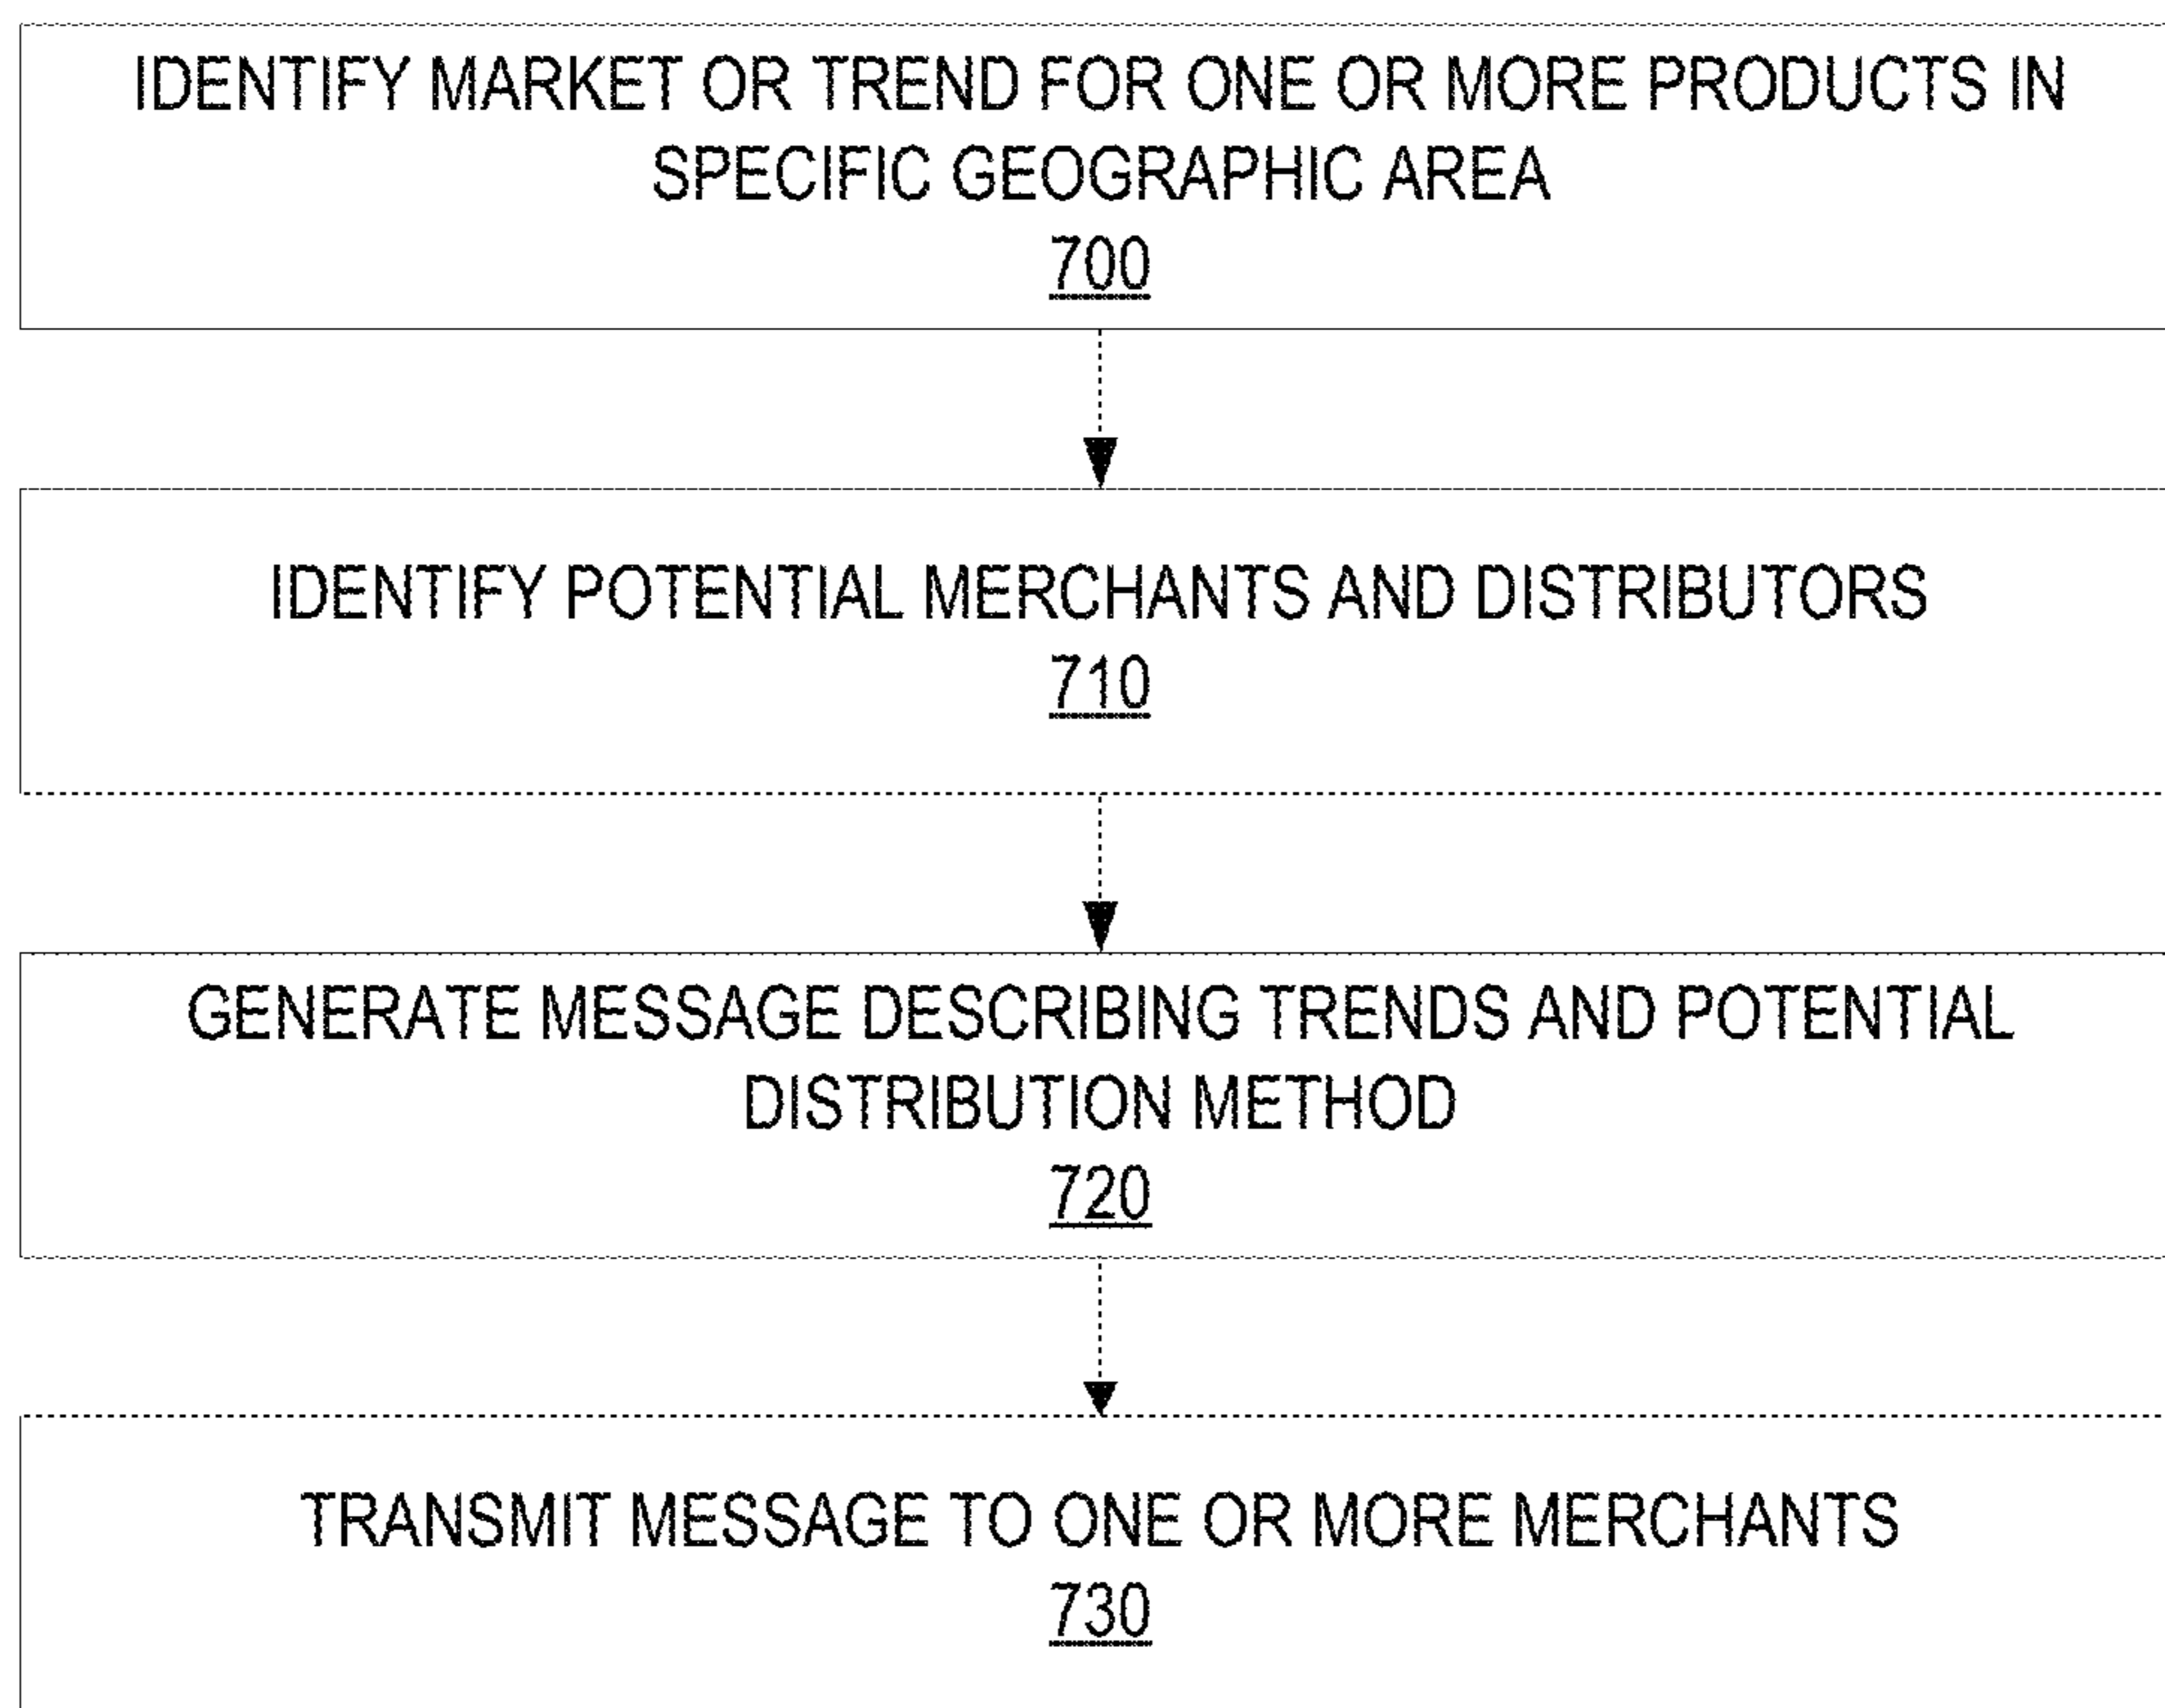 IDENTIFY MARKET OR TREND FOR ONE OR MORE PRODUCTS IN
SPECIFIC GEOGRAPHIC AREA
700
IDENTIFY POTENTIAL MERCHANTS AND DISTRIBUTORS
710
GENERATE MESSAGE DESCRIBING TRENDS AND POTENTIAL
DISTRIBUTION METHOD
720
TRANSMIT MESSAGE TO ONE OR MORE MERCHANTS
730